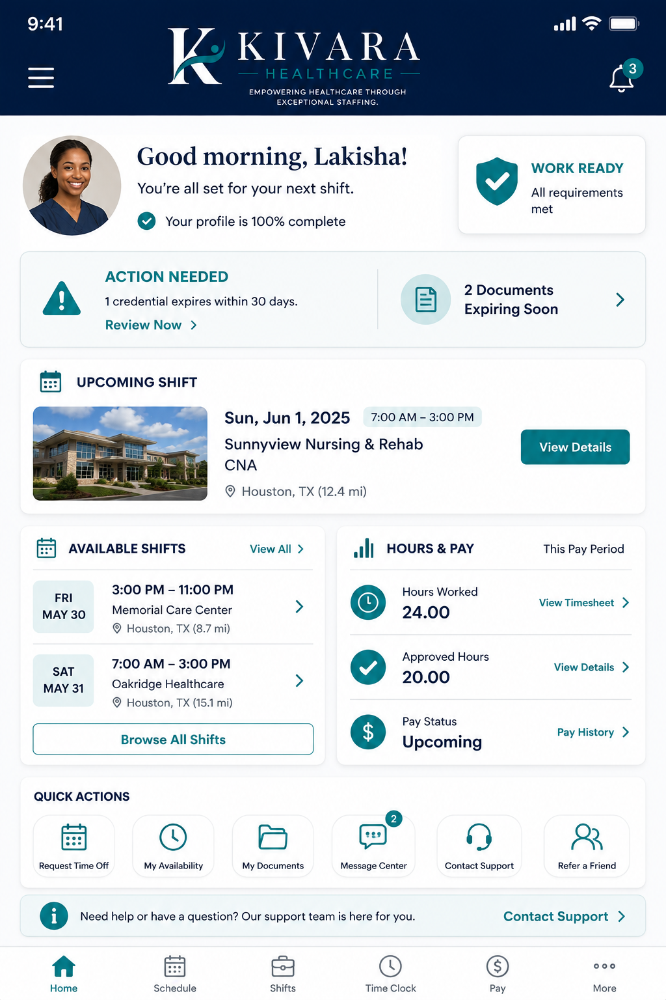 9:41
KIVARA
HEALTHCARE
EMPOWERING HEALTHCARE THROUGH
EXCEPTIONAL STAFFING.
3
Good morning, Lakisha!
You're all set for your next shift.
Your profile is 100% complete
WORK READY
All requirements
met
ACTION NEEDED
1 credential expires within 30 days.
Review Now
2 Documents
Expiring Soon
UPCOMING SHIFT
Sun, Jun 1, 2025
7:00 AM – 3:00 PM
Sunnyview Nursing & Rehab
CNA
Houston, TX (12.4 mi)
View Details
AVAILABLE SHIFTS
View All
FRI
MAY 30
3:00 PM – 11:00 PM
Memorial Care Center
Houston, TX (8.7 mi)
SAT
MAY 31
7:00 AM – 3:00 PM
Oakridge Healthcare
Houston, TX (15.1 mi)
Browse All Shifts
HOURS & PAY
This Pay Period
Hours Worked
24.00
View Timesheet
Approved Hours
20.00
View Details
Pay Status
Upcoming
Pay History
QUICK ACTIONS
Request Time Off
My Availability
My Documents
2
Message Center
Contact Support
Refer a Friend
Need help or have a question? Our support team is here for you.
Contact Support
Home
Schedule
Shifts
Time Clock
Pay
More